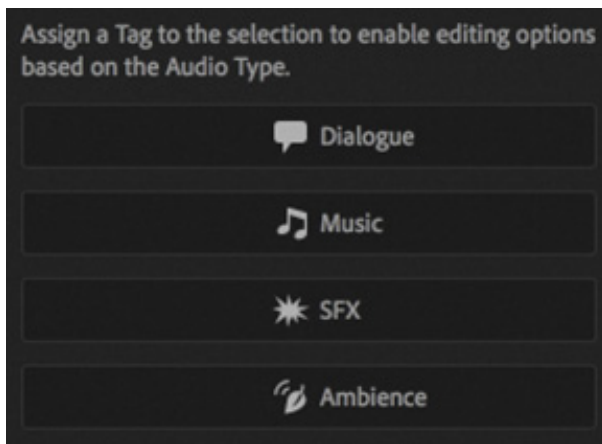 Assign a Tag to the selection to enable editing options
based on the Audio Type.
Dialogue
Music
SFX
Ambience